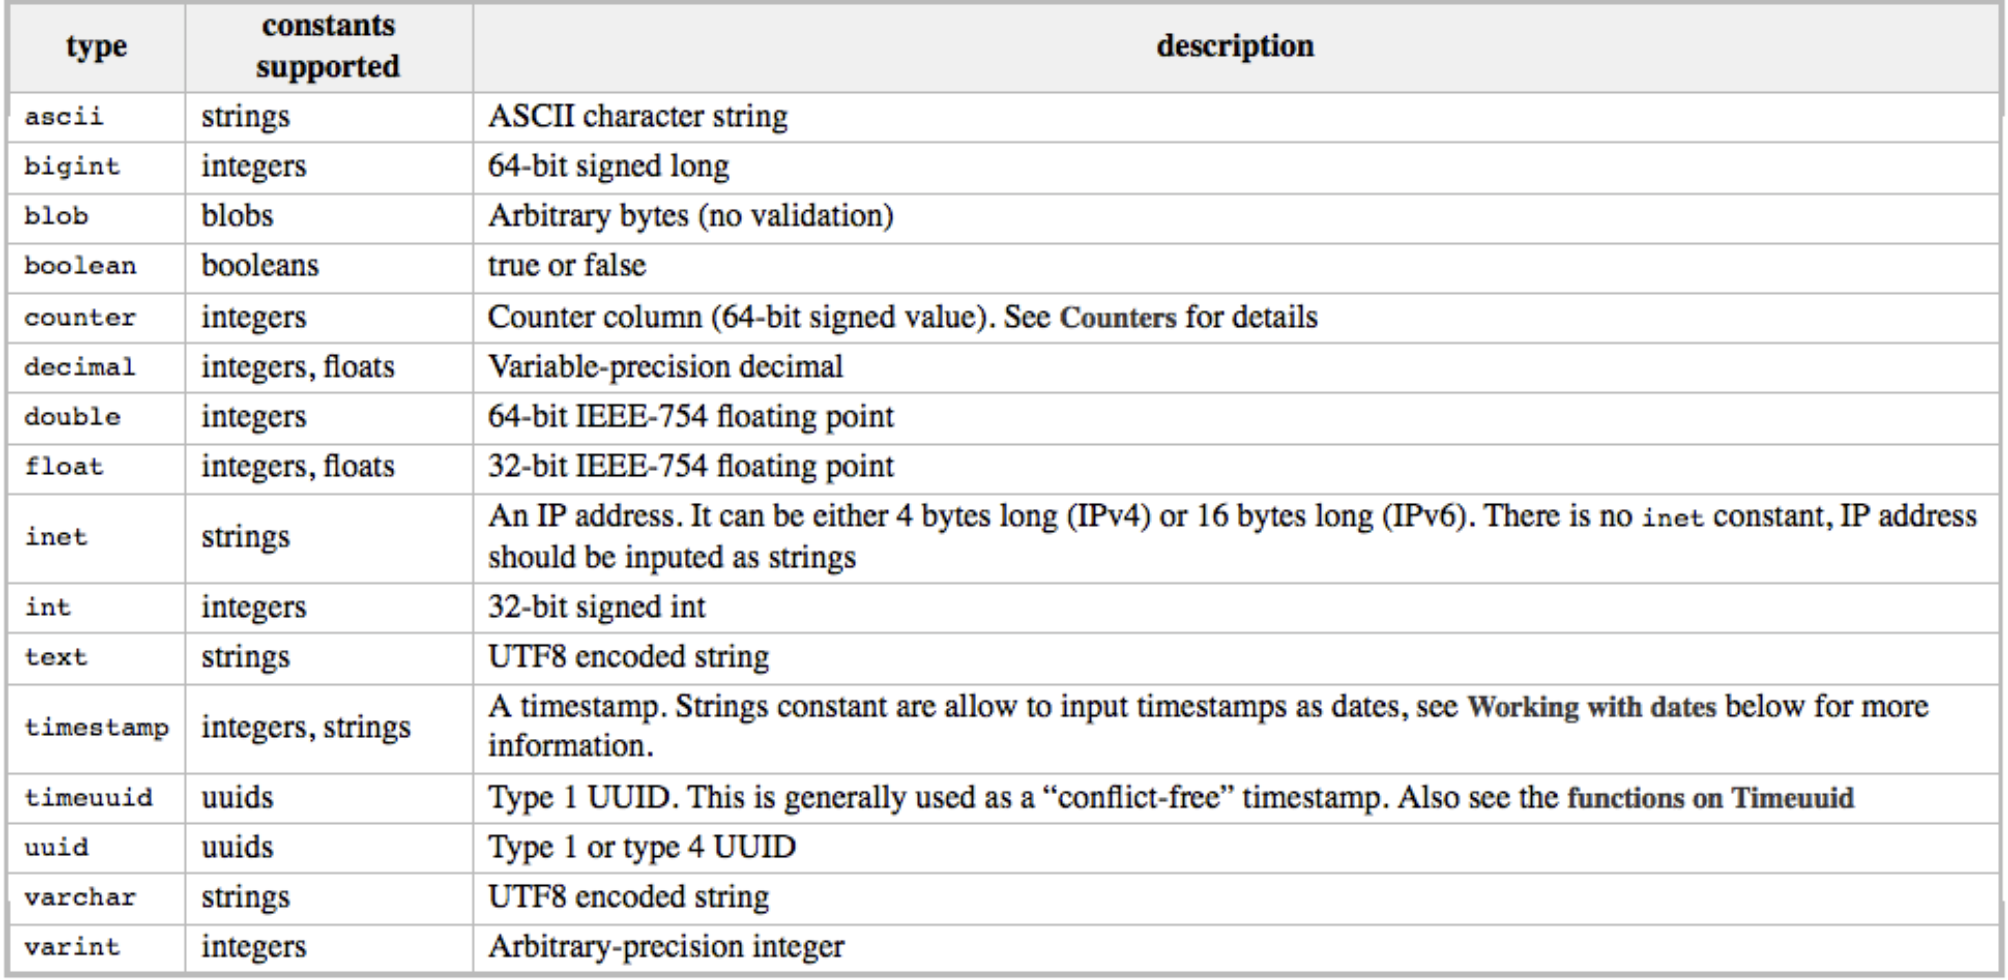 type constants supported description
ascii strings ASCII character string
bigint integers 64-bit signed long
blob blobs Arbitrary bytes (no validation)
boolean booleans true or false
counter integers Counter column (64-bit signed value). See Counters for details
decimal integers, floats Variable-precision decimal
double integers 64-bit IEEE-754 floating point
float integers, floats 32-bit IEEE-754 floating point
inet strings An IP address. It can be either 4 bytes long (IPv4) or 16 bytes long (IPv6). There is no inet constant, IP address
should be inputed as strings
int integers 32-bit signed int
text strings UTF8 encoded string
timestamp integers, strings A timestamp. Strings constant are allow to input timestamps as dates, see Working with dates below for more
information.
timeuuid uuids Type 1 UUID. This is generally used as a “conflict-free” timestamp. Also see the functions on Timeuuid
uuid uuids Type 1 or type 4 UUID
varchar strings UTF8 encoded string
varint integers Arbitrary-precision integer